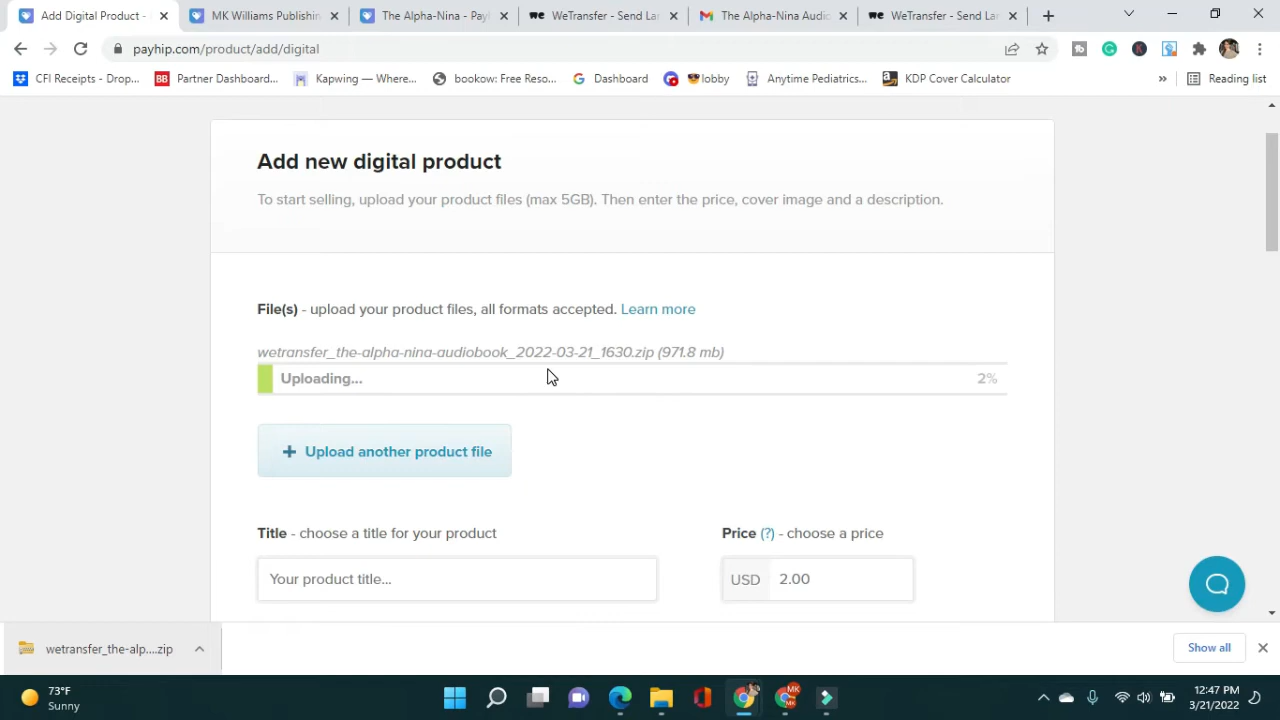 Add Digital Product -
MK Williams Publishin
The Alpha-Nina - Pay
WeTransfer - Send Lar
The Alpha-Nina Audio
WeTransfer - Send Lar
payhip.com/product/add/digital
CFI Receipts - Drop...
Partner Dashboard...
Kapwing — Where...
bookow: Free Reso...
Dashboard
lobby
Anytime Pediatrics...
KDP Cover Calculator
»
Reading list
Add new digital product
To start selling, upload your product files (max 5GB). Then enter the price, cover image and a description.
File(s) - upload your product files, all formats accepted. Learn more
wetransfer_the-alpha-nina-audiobook_2022-03-21_1630.zip (971.8 mb)
Uploading... 2%
+ Upload another product file
Title - choose a title for your product
Price (?) - choose a price
Your product title...
USD 2.00
wetransfer_the-alp....zip
Show all
73°F
Sunny
12:47 PM
3/21/2022